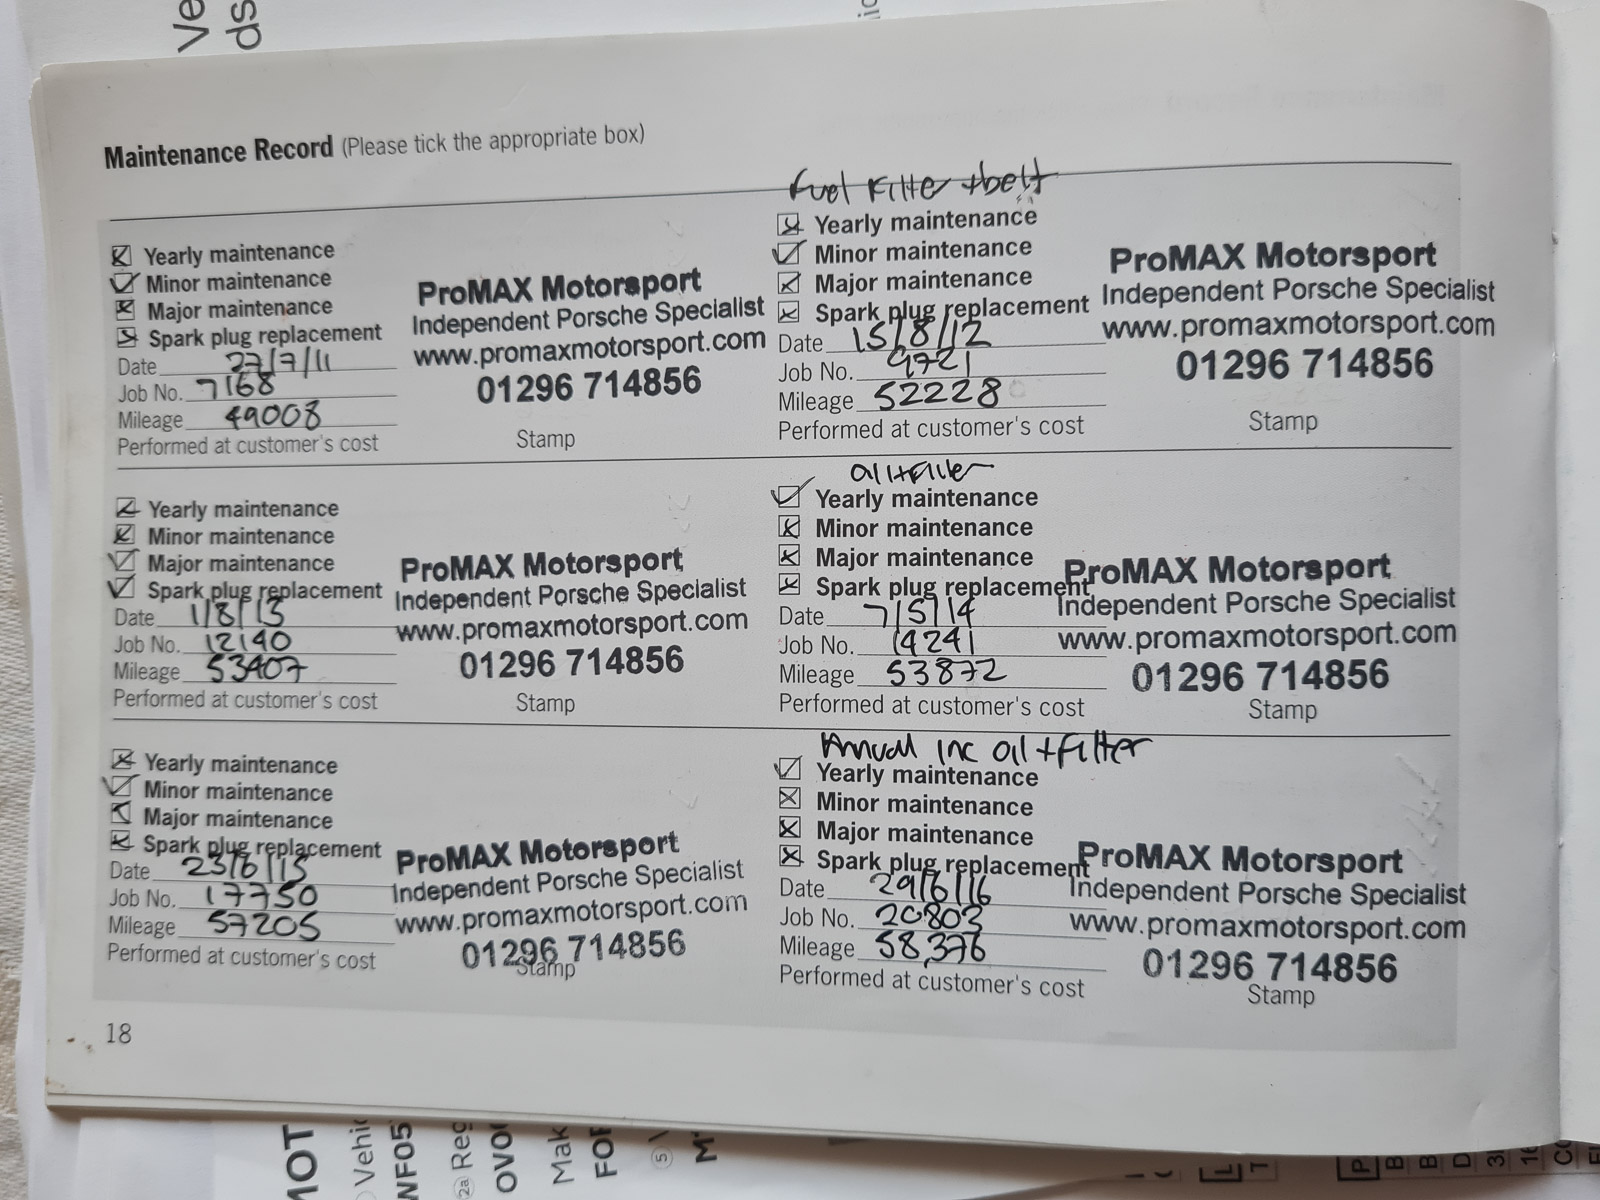 Maintenance Record (Please tick the appropriate box)
Yearly maintenance
Minor maintenance
Major maintenance
Spark plug replacement
Date 27/7/11
Job No. 7168
Mileage 49008
Performed at customer's cost
ProMAX Motorsport
Independent Porsche Specialist
www.promaxmotorsport.com
01296 714856
Stamp
Fuel Filter + belt
Yearly maintenance
Minor maintenance
Major maintenance
Spark plug replacement
Date 15/8/12
Job No. 9721
Mileage 52228
Performed at customer's cost
ProMAX Motorsport
Independent Porsche Specialist
www.promaxmotorsport.com
01296 714856
Stamp
Yearly maintenance
Minor maintenance
Major maintenance
Spark plug replacement
Date 1/8/13
Job No. 12140
Mileage 53407
Performed at customer's cost
ProMAX Motorsport
Independent Porsche Specialist
www.promaxmotorsport.com
01296 714856
Stamp
oil+Filter
Yearly maintenance
Minor maintenance
Major maintenance
Spark plug replacement
Date 7/5/14
Job No. 14241
Mileage 53872
Performed at customer's cost
ProMAX Motorsport
Independent Porsche Specialist
www.promaxmotorsport.com
01296 714856
Stamp
Yearly maintenance
Minor maintenance
Major maintenance
Spark plug replacement
Date 23/6/15
Job No. 17750
Mileage 57205
Performed at customer's cost
ProMAX Motorsport
Independent Porsche Specialist
www.promaxmotorsport.com
01296 714856
Stamp
Annual inc oil + Filter
Yearly maintenance
Minor maintenance
Major maintenance
Spark plug replacement
Date 29/6/16
Job No. 20803
Mileage 58,376
Performed at customer's cost
ProMAX Motorsport
Independent Porsche Specialist
www.promaxmotorsport.com
01296 714856
Stamp
18